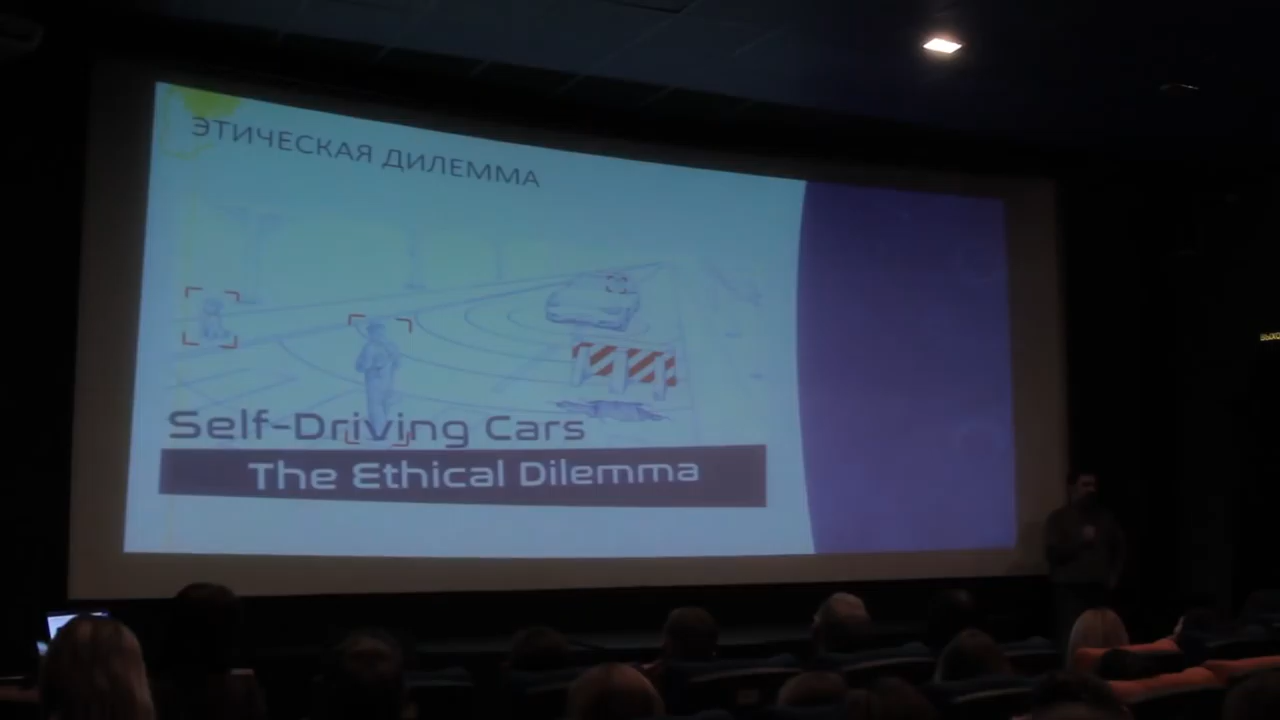 ЭТИЧЕСКАЯ ДИЛЕММА
Self-Driving Cars
The Ethical Dilemma